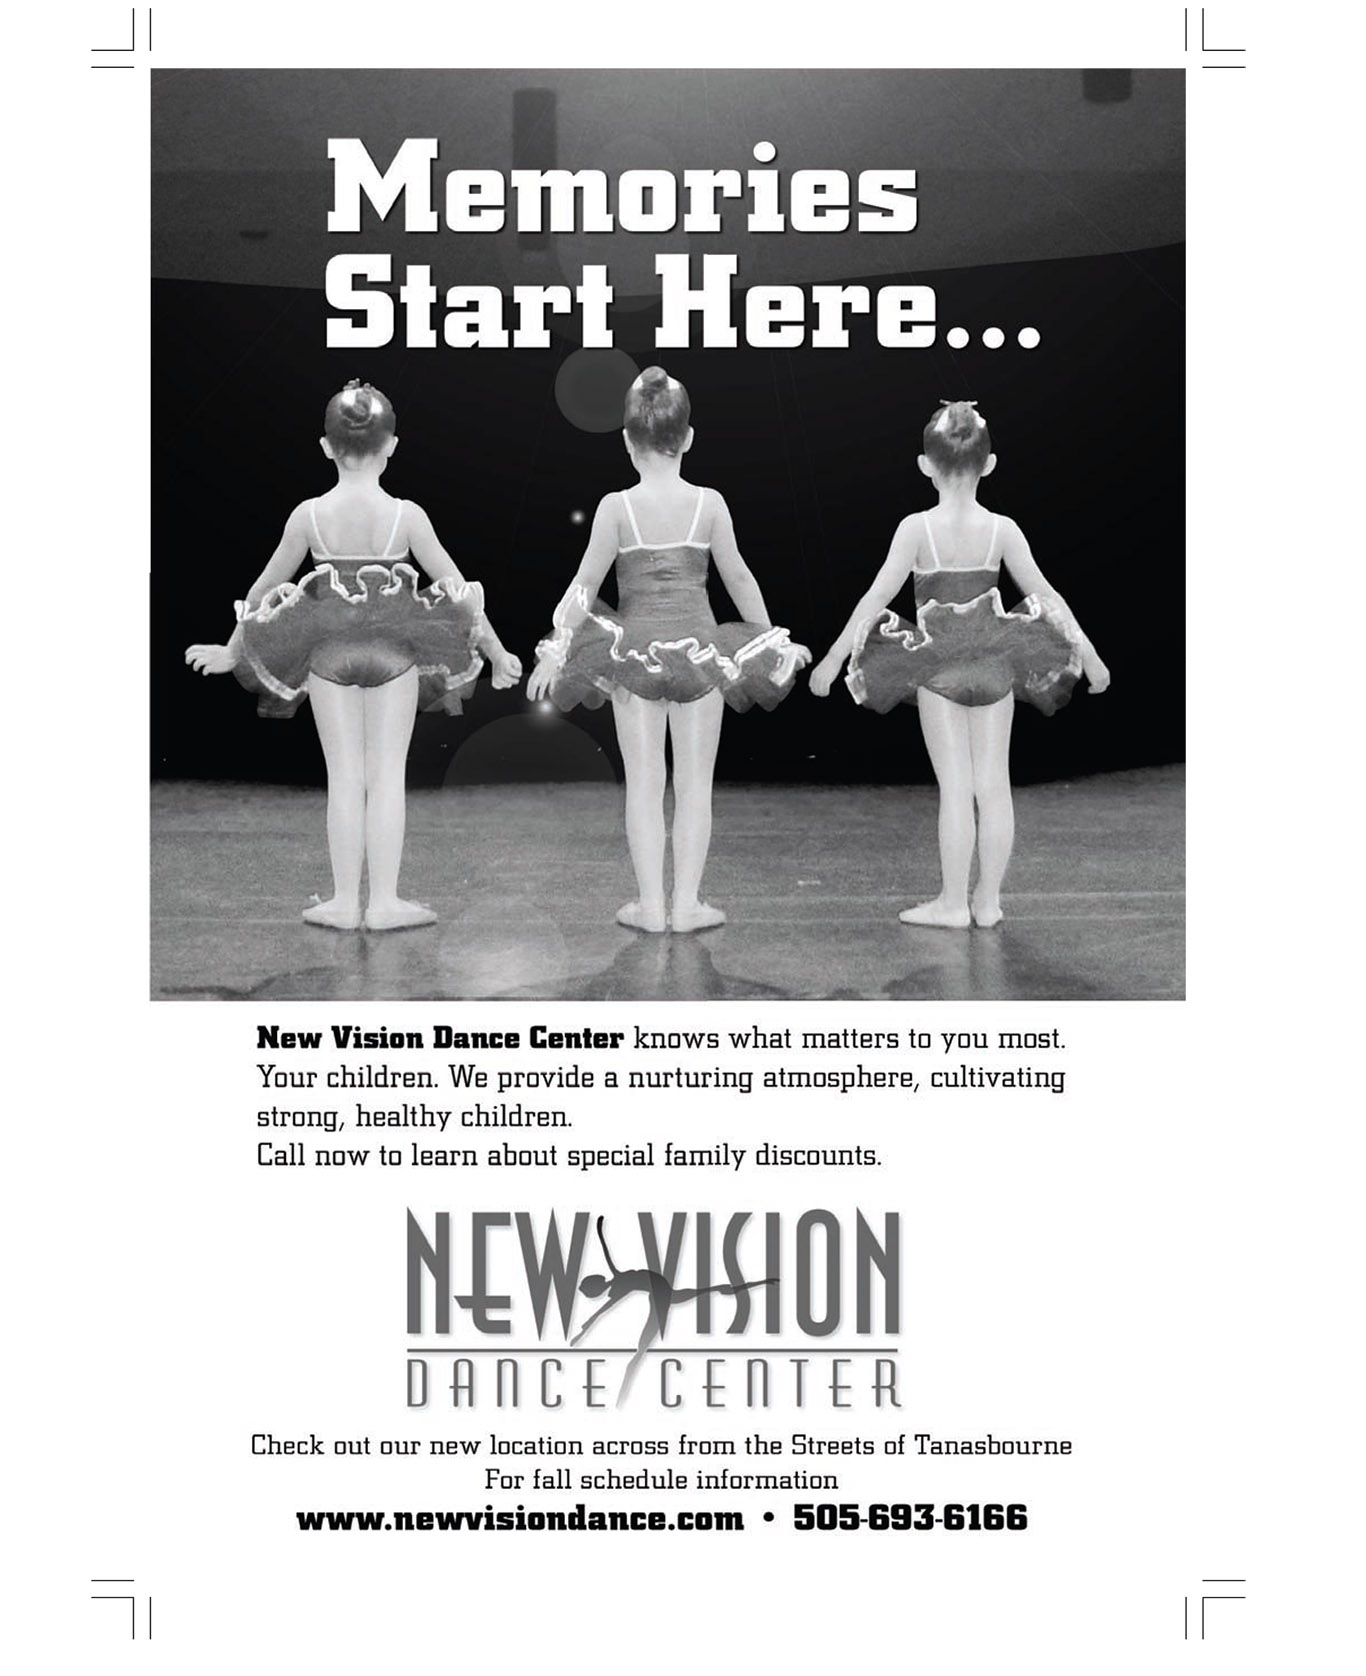 Memories
Start Here...
New Vision Dance Center knows what matters to you most.
Your children. We provide a nurturing atmosphere, cultivating
strong, healthy children.
Call now to learn about special family discounts.
NEW VISION
DANCE CENTER
Check out our new location across from the Streets of Tanasbourne
For fall schedule information
www.newvisiondance.com • 505-693-6166